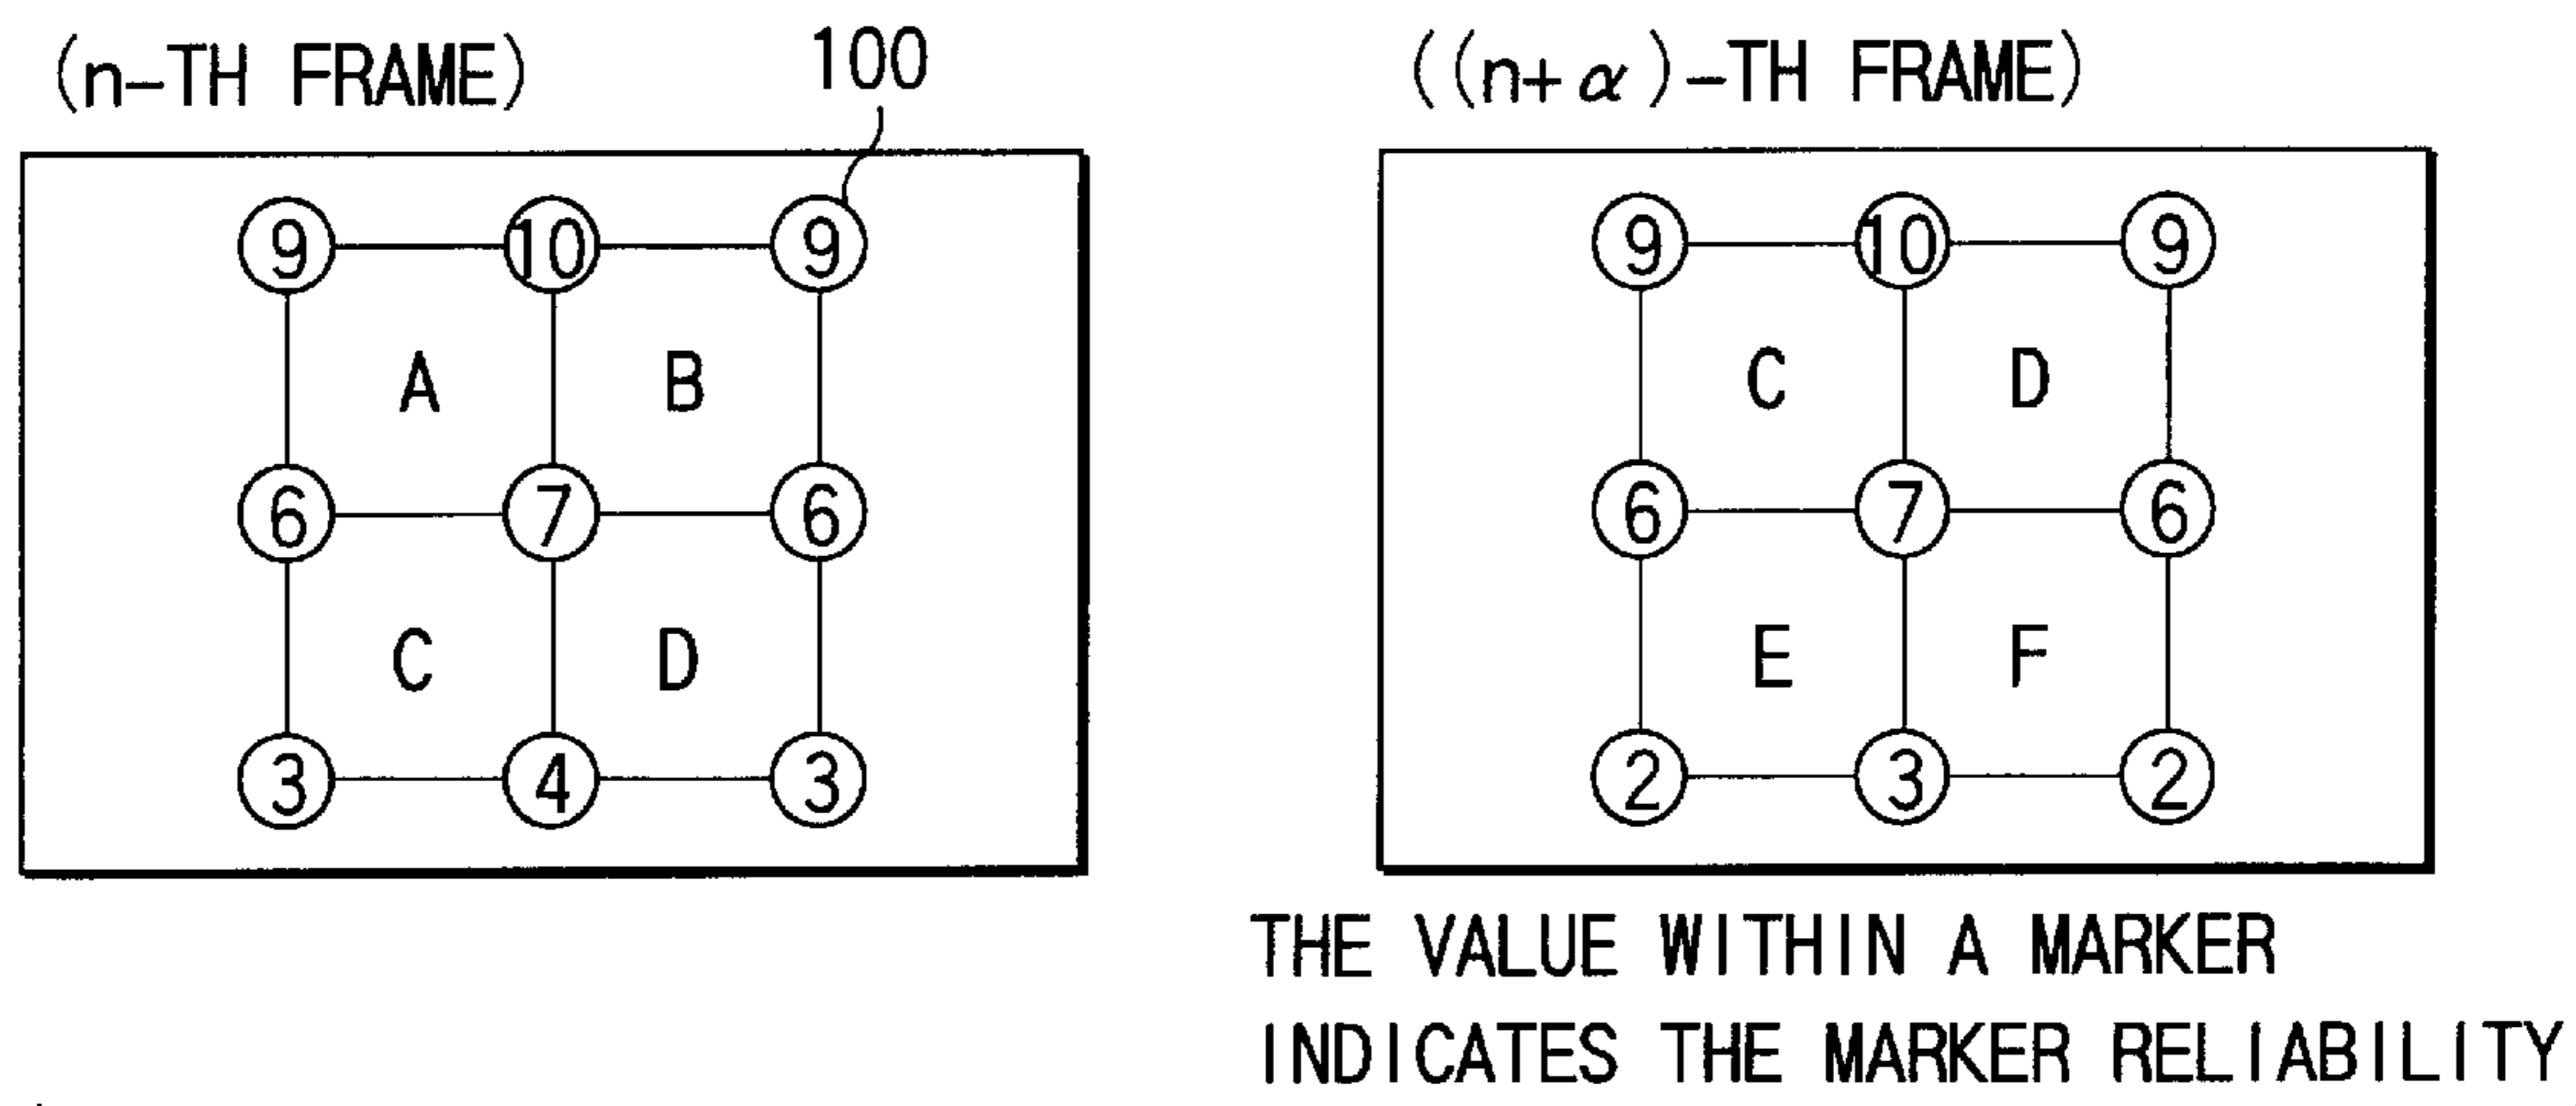 (n-TH FRAME)
100
9 10 9
A B
6 7 6
C D
3 4 3
((n+α)-TH FRAME)
9 10 9
C D
6 7 6
E F
2 3 2
THE VALUE WITHIN A MARKER
INDICATES THE MARKER RELIABILITY